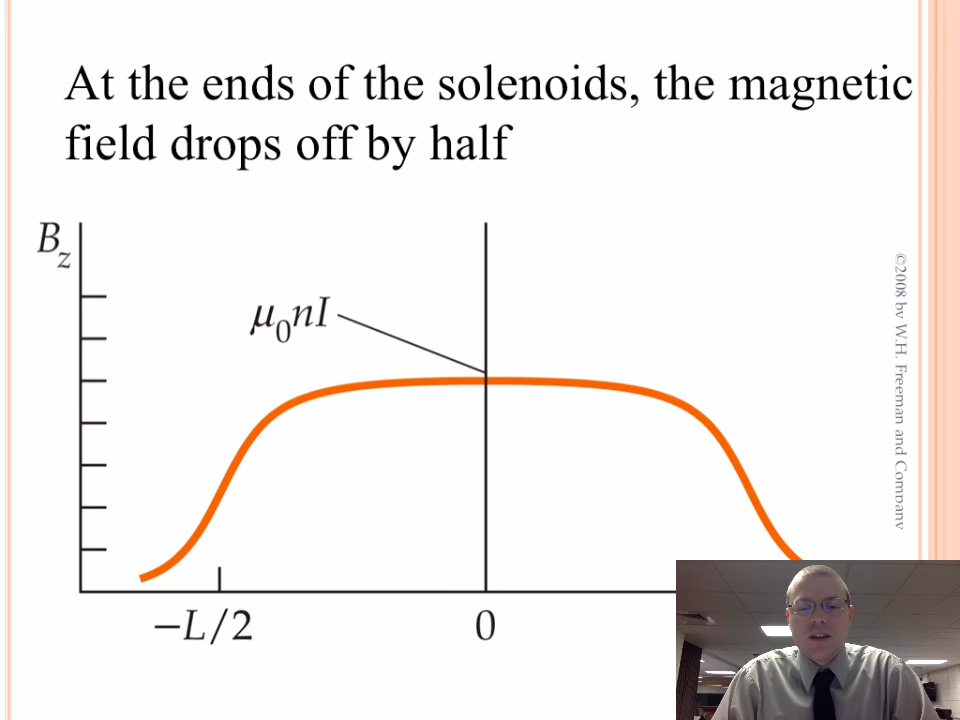 At the ends of the solenoids, the magnetic
field drops off by half
B_z
μ₀nI
©2008 by W.H. Freeman and Company
−L/2
0